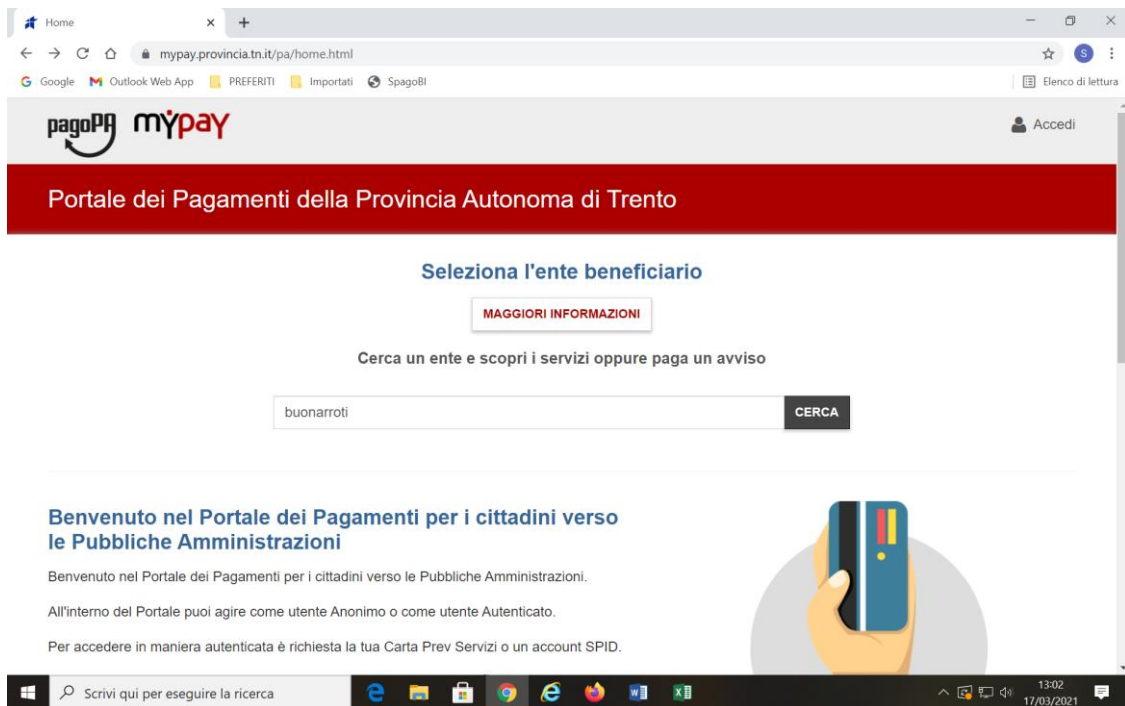 Home
mypay.provincia.tn.it/pa/home.html
S
Google Outlook Web App PREFERITI Importati SpagoBI Elenco di lettura
pagoPA mypay Accedi
Portale dei Pagamenti della Provincia Autonoma di Trento
Seleziona l'ente beneficiario
MAGGIORI INFORMAZIONI
Cerca un ente e scopri i servizi oppure paga un avviso
buonarroti CERCA
Benvenuto nel Portale dei Pagamenti per i cittadini verso
le Pubbliche Amministrazioni
Benvenuto nel Portale dei Pagamenti per i cittadini verso le Pubbliche Amministrazioni.
All'interno del Portale puoi agire come utente Anonimo o come utente Autenticato.
Per accedere in maniera autenticata è richiesta la tua Carta Prev Servizi o un account SPID.
Scrivi qui per eseguire la ricerca
13:02
17/03/2021